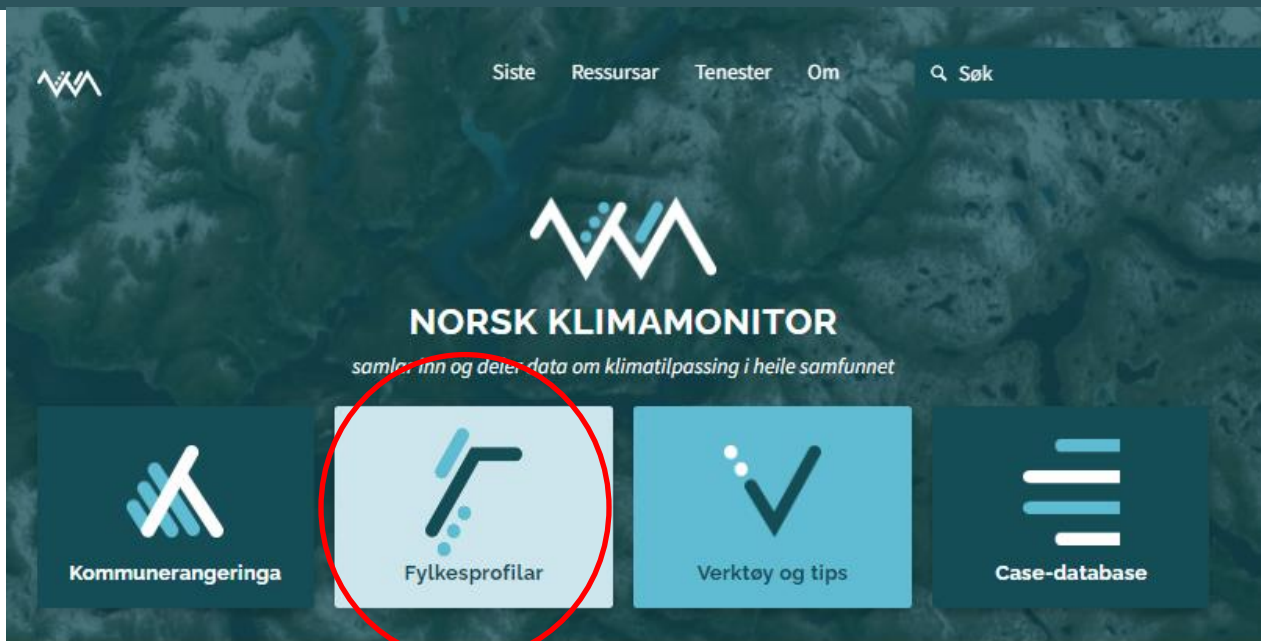 Siste Ressursar Tenester Om Søk
NORSK KLIMAMONITOR
samlar inn og deler data om klimatilpassing i heile samfunnet
Kommunerangeringa Fylkesprofilar Verktøy og tips Case-database